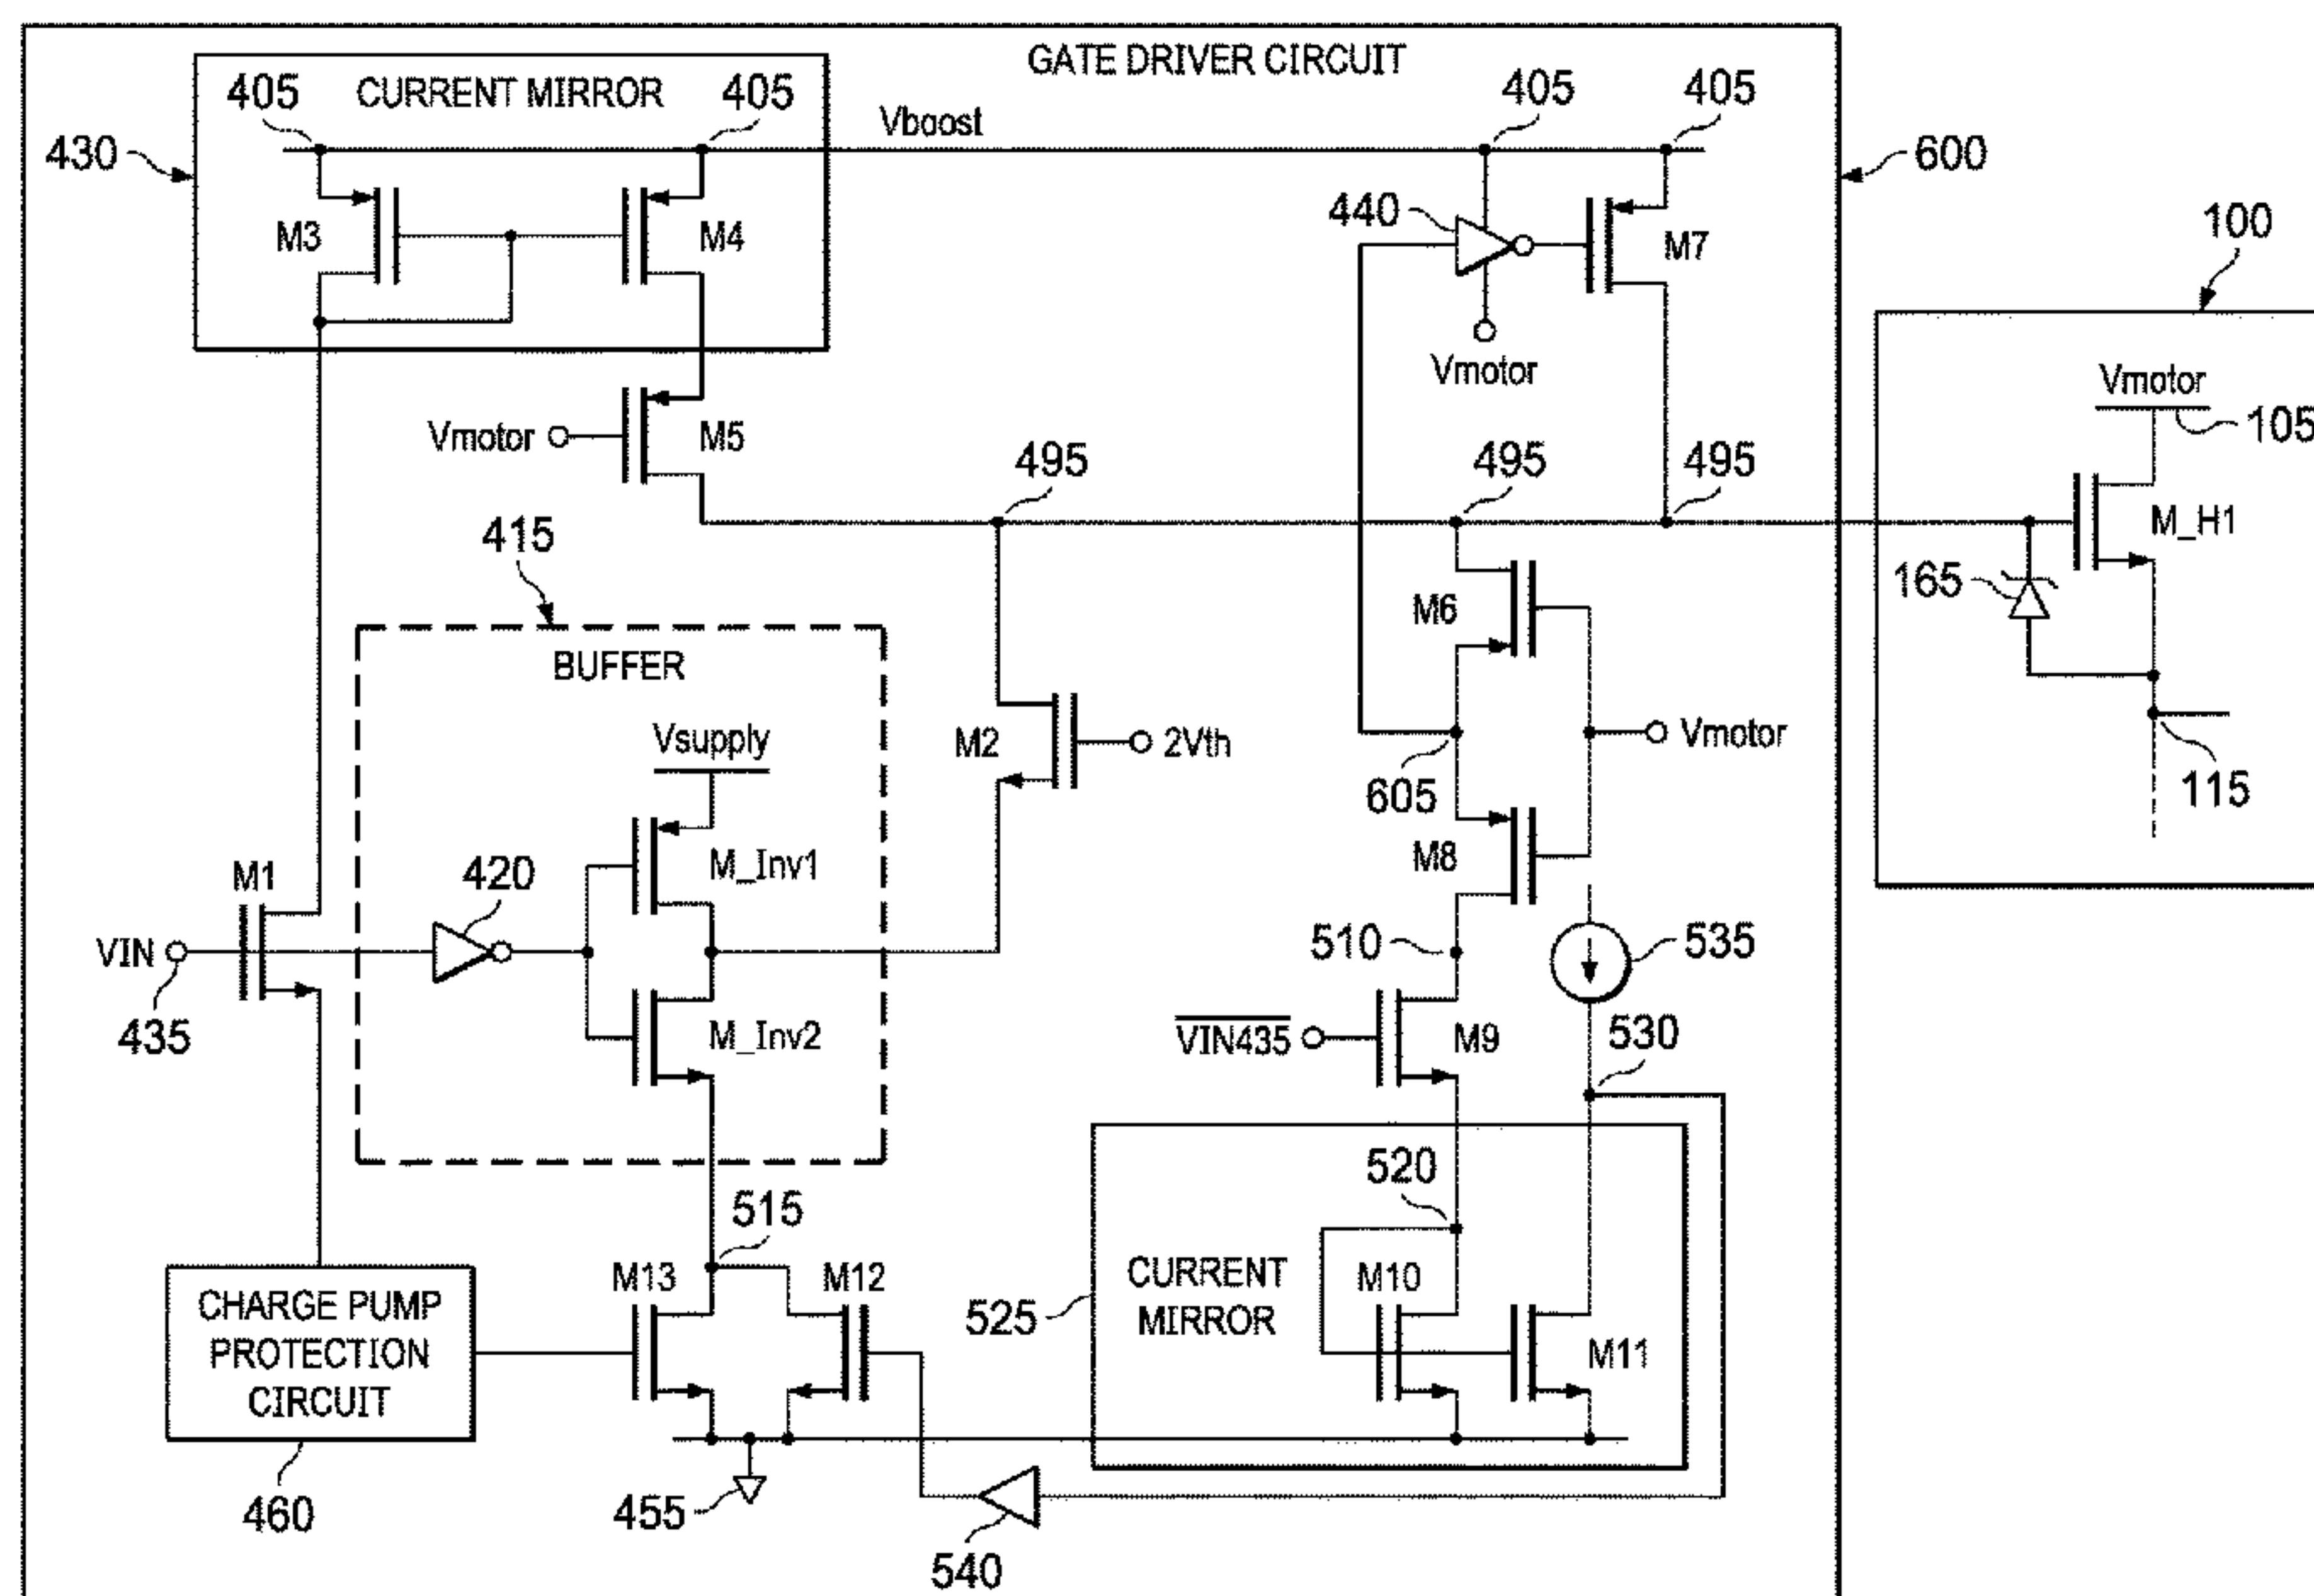 GATE DRIVER CIRCUIT
CURRENT MIRROR
405
405
Vboost
405
405
430
600
M3
M4
440
M7
100
Vmotor
Vmotor
105
Vmotor
M5
495
495
495
M_H1
415
165
M6
BUFFER
Vsupply
M2
2Vth
Vmotor
605
115
M_Inv1
M8
M1
420
VIN
510
535
435
M_Inv2
VIN435
M9
530
515
520
M13
M12
CURRENT
MIRROR
M10
CHARGE PUMP
PROTECTION
CIRCUIT
525
M11
460
455
540